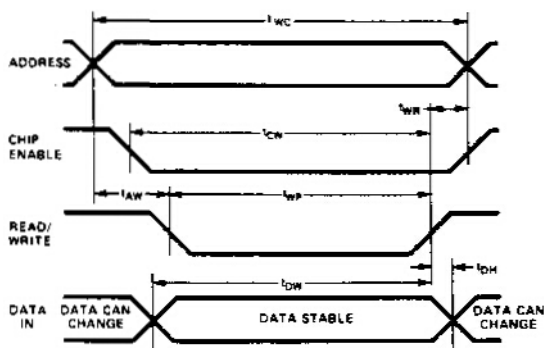 tWC
ADDRESS
tWR
CHIP
ENABLE
tCW
tAW
tWP
READ/
WRITE
tDW
tDH
DATA
IN
DATA CAN
CHANGE
DATA STABLE
DATA CAN
CHANGE